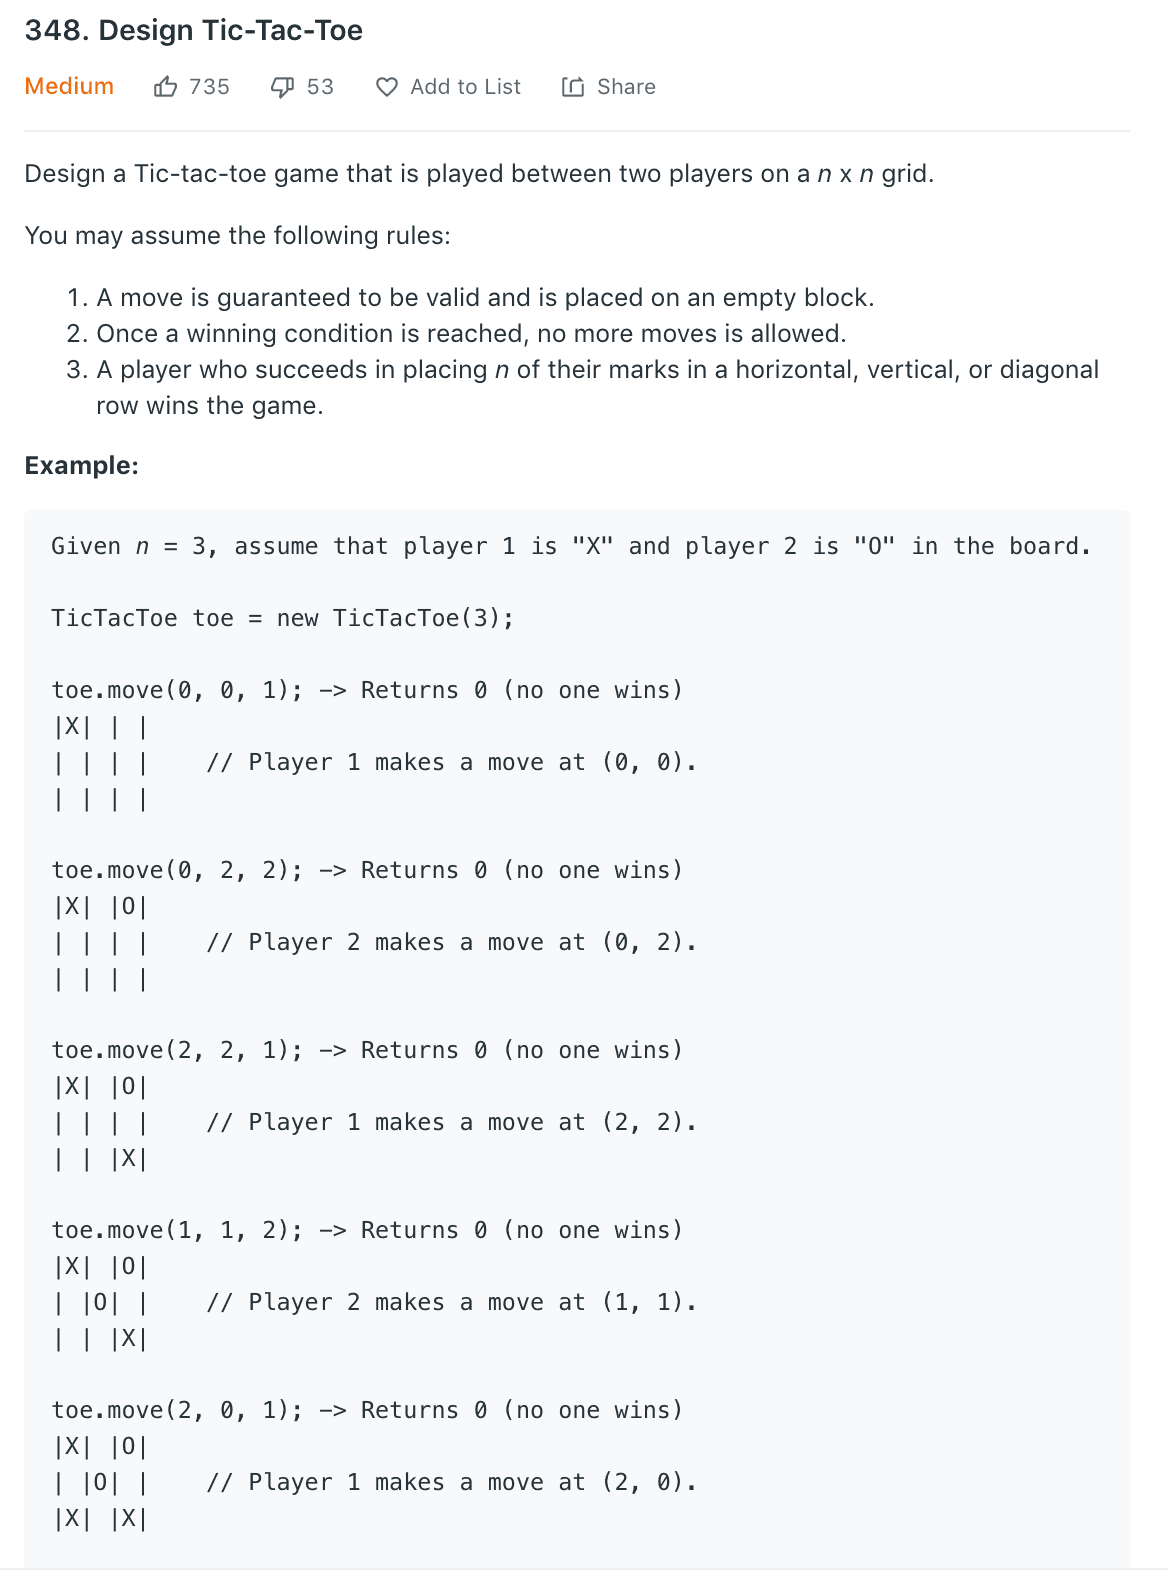 348. Design Tic-Tac-Toe
Medium 735 53 Add to List Share
Design a Tic-tac-toe game that is played between two players on a n x n grid.
You may assume the following rules:
1. A move is guaranteed to be valid and is placed on an empty block.
2. Once a winning condition is reached, no more moves is allowed.
3. A player who succeeds in placing n of their marks in a horizontal, vertical, or diagonal
row wins the game.
Example:
Given n = 3, assume that player 1 is "X" and player 2 is "O" in the board.
TicTacToe toe = new TicTacToe(3);
toe.move(0, 0, 1); -> Returns 0 (no one wins)
|X| | |
| | | |    // Player 1 makes a move at (0, 0).
| | | |
toe.move(0, 2, 2); -> Returns 0 (no one wins)
|X| |O|
| | | |    // Player 2 makes a move at (0, 2).
| | | |
toe.move(2, 2, 1); -> Returns 0 (no one wins)
|X| |O|
| | | |    // Player 1 makes a move at (2, 2).
| | |X|
toe.move(1, 1, 2); -> Returns 0 (no one wins)
|X| |O|
| |O| |    // Player 2 makes a move at (1, 1).
| | |X|
toe.move(2, 0, 1); -> Returns 0 (no one wins)
|X| |O|
| |O| |    // Player 1 makes a move at (2, 0).
|X| |X|